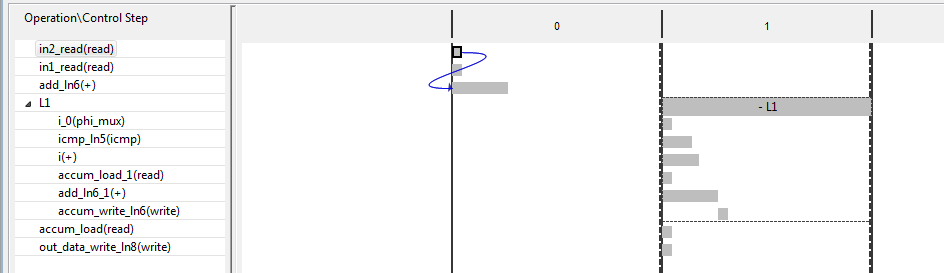 Operation\Control Step
0
1
in2_read(read)
in1_read(read)
add_ln6(+)
L1
- L1
i_0(phi_mux)
icmp_ln5(icmp)
i(+)
accum_load_1(read)
add_ln6_1(+)
accum_write_ln6(write)
accum_load(read)
out_data_write_ln8(write)